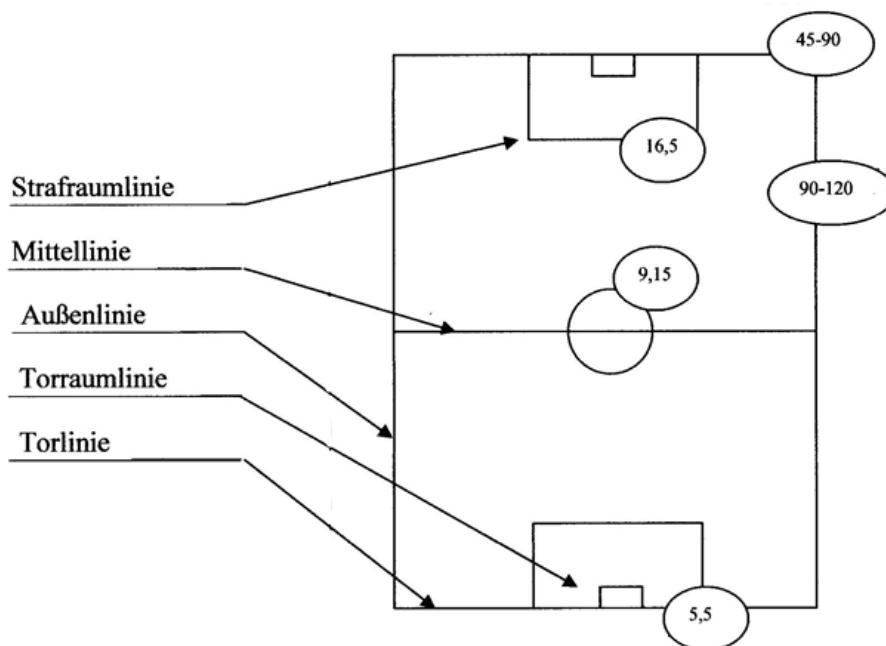 45-90
16,5
Strafraumlinie
90-120
Mittellinie
9,15
Außenlinie
Torraumlinie
Torlinie
5,5